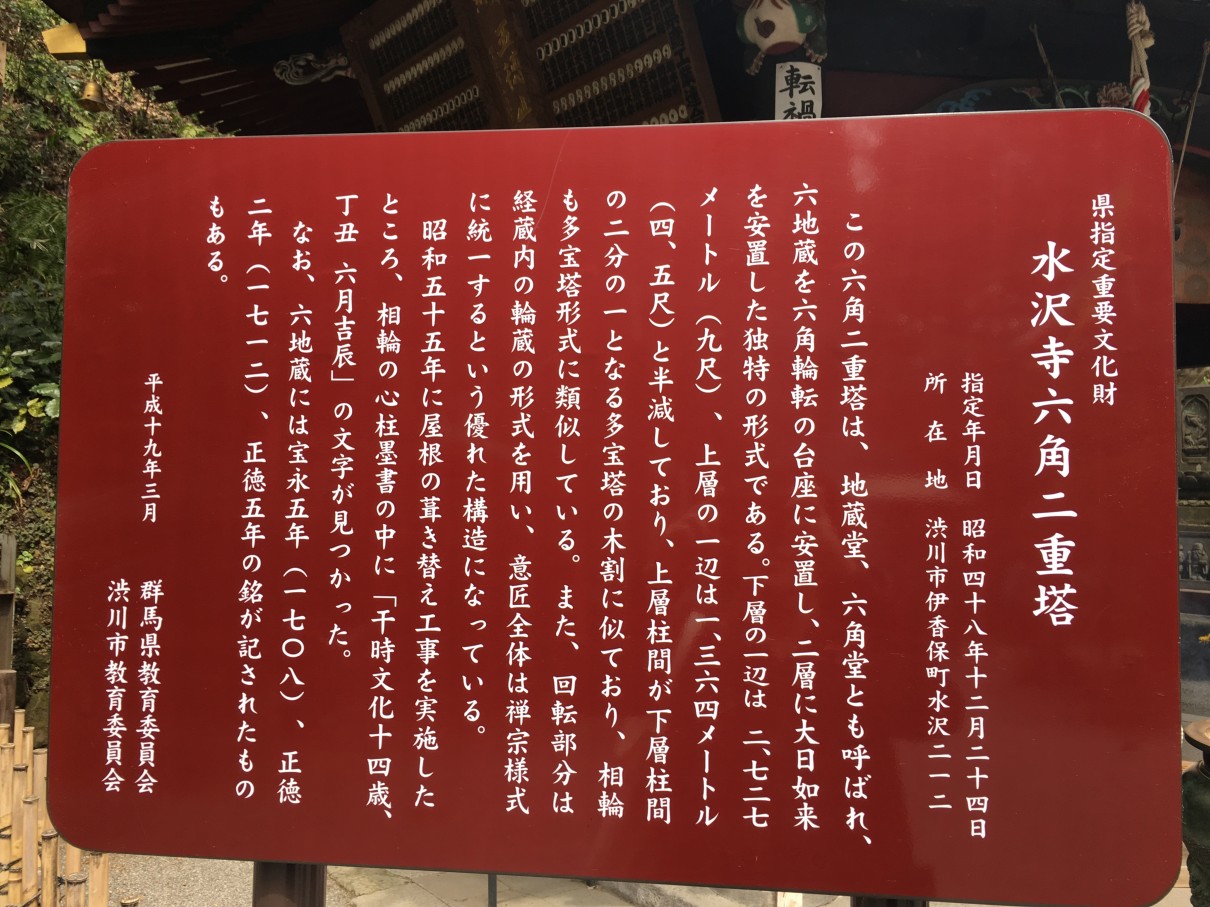 県指定重要文化財
水沢寺六角二重塔
指定年月日 昭和四十八年十二月二十四日
所在地 渋川市伊香保町水沢二一二
この六角二重塔は、地蔵堂、六角堂とも呼ばれ、
六地蔵を六角輪転の台座に安置し、二層に大日如来
を安置した独特の形式である。下層の一辺は二、七二七
メートル（九尺）、上層の一辺は一、三六四メートル
（四、五尺）と半減しており、上層柱間が下層柱間
の二分の一となる多宝塔の木割に似ており、相輪
も多宝塔形式に類似している。また、回転部分は
経蔵内の輪蔵の形式を用い、意匠全体は禅宗様式
に統一するという優れた構造になっている。
昭和五十五年に屋根の葺き替え工事を実施した
ところ、相輪の心柱墨書の中に「干時文化十四歳、
丁丑 六月吉辰」の文字が見つかった。
なお、六地蔵には宝永五年（一七〇八）、正徳
二年（一七一二）、正徳五年の銘が記されたもの
もある。
平成十九年三月
群馬県教育委員会
渋川市教育委員会
転禍